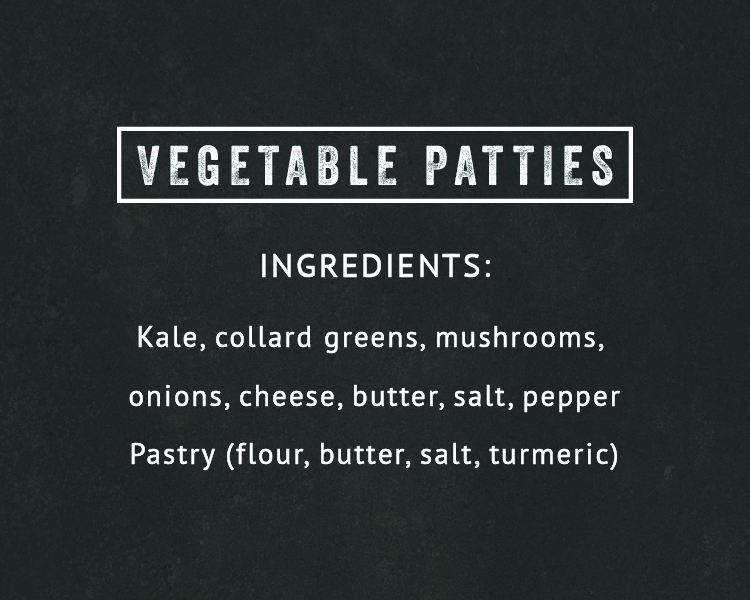 VEGETABLE PATTIES
INGREDIENTS:
Kale, collard greens, mushrooms,
onions, cheese, butter, salt, pepper
Pastry (flour, butter, salt, turmeric)